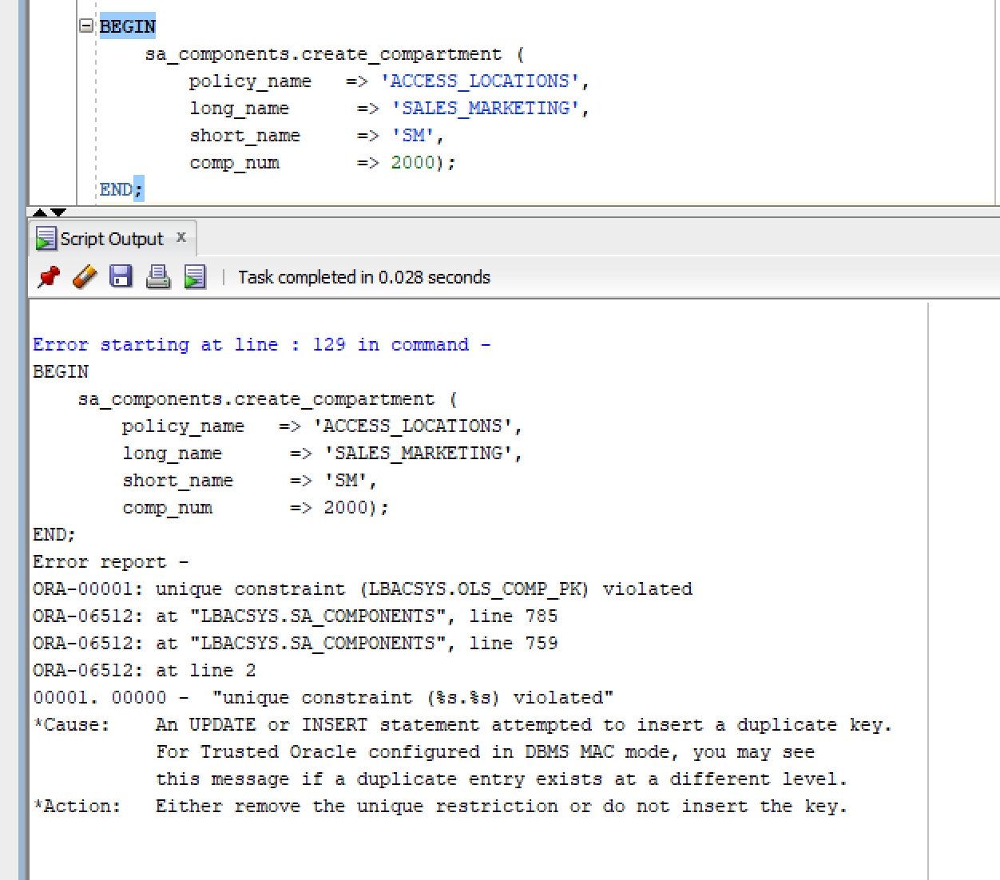 BEGIN
    sa_components.create_compartment (
        policy_name   => 'ACCESS_LOCATIONS',
        long_name      => 'SALES_MARKETING',
        short_name     => 'SM',
        comp_num       => 2000);
END;
Script Output x
Task completed in 0.028 seconds
Error starting at line : 129 in command -
BEGIN
    sa_components.create_compartment (
        policy_name   => 'ACCESS_LOCATIONS',
        long_name      => 'SALES_MARKETING',
        short_name     => 'SM',
        comp_num       => 2000);
END;
Error report -
ORA-00001: unique constraint (LBACSYS.OLS_COMP_PK) violated
ORA-06512: at "LBACSYS.SA_COMPONENTS", line 785
ORA-06512: at "LBACSYS.SA_COMPONENTS", line 759
ORA-06512: at line 2
00001. 00000 -  "unique constraint (%s.%s) violated"
*Cause:    An UPDATE or INSERT statement attempted to insert a duplicate key.
           For Trusted Oracle configured in DBMS MAC mode, you may see
           this message if a duplicate entry exists at a different level.
*Action:   Either remove the unique restriction or do not insert the key.